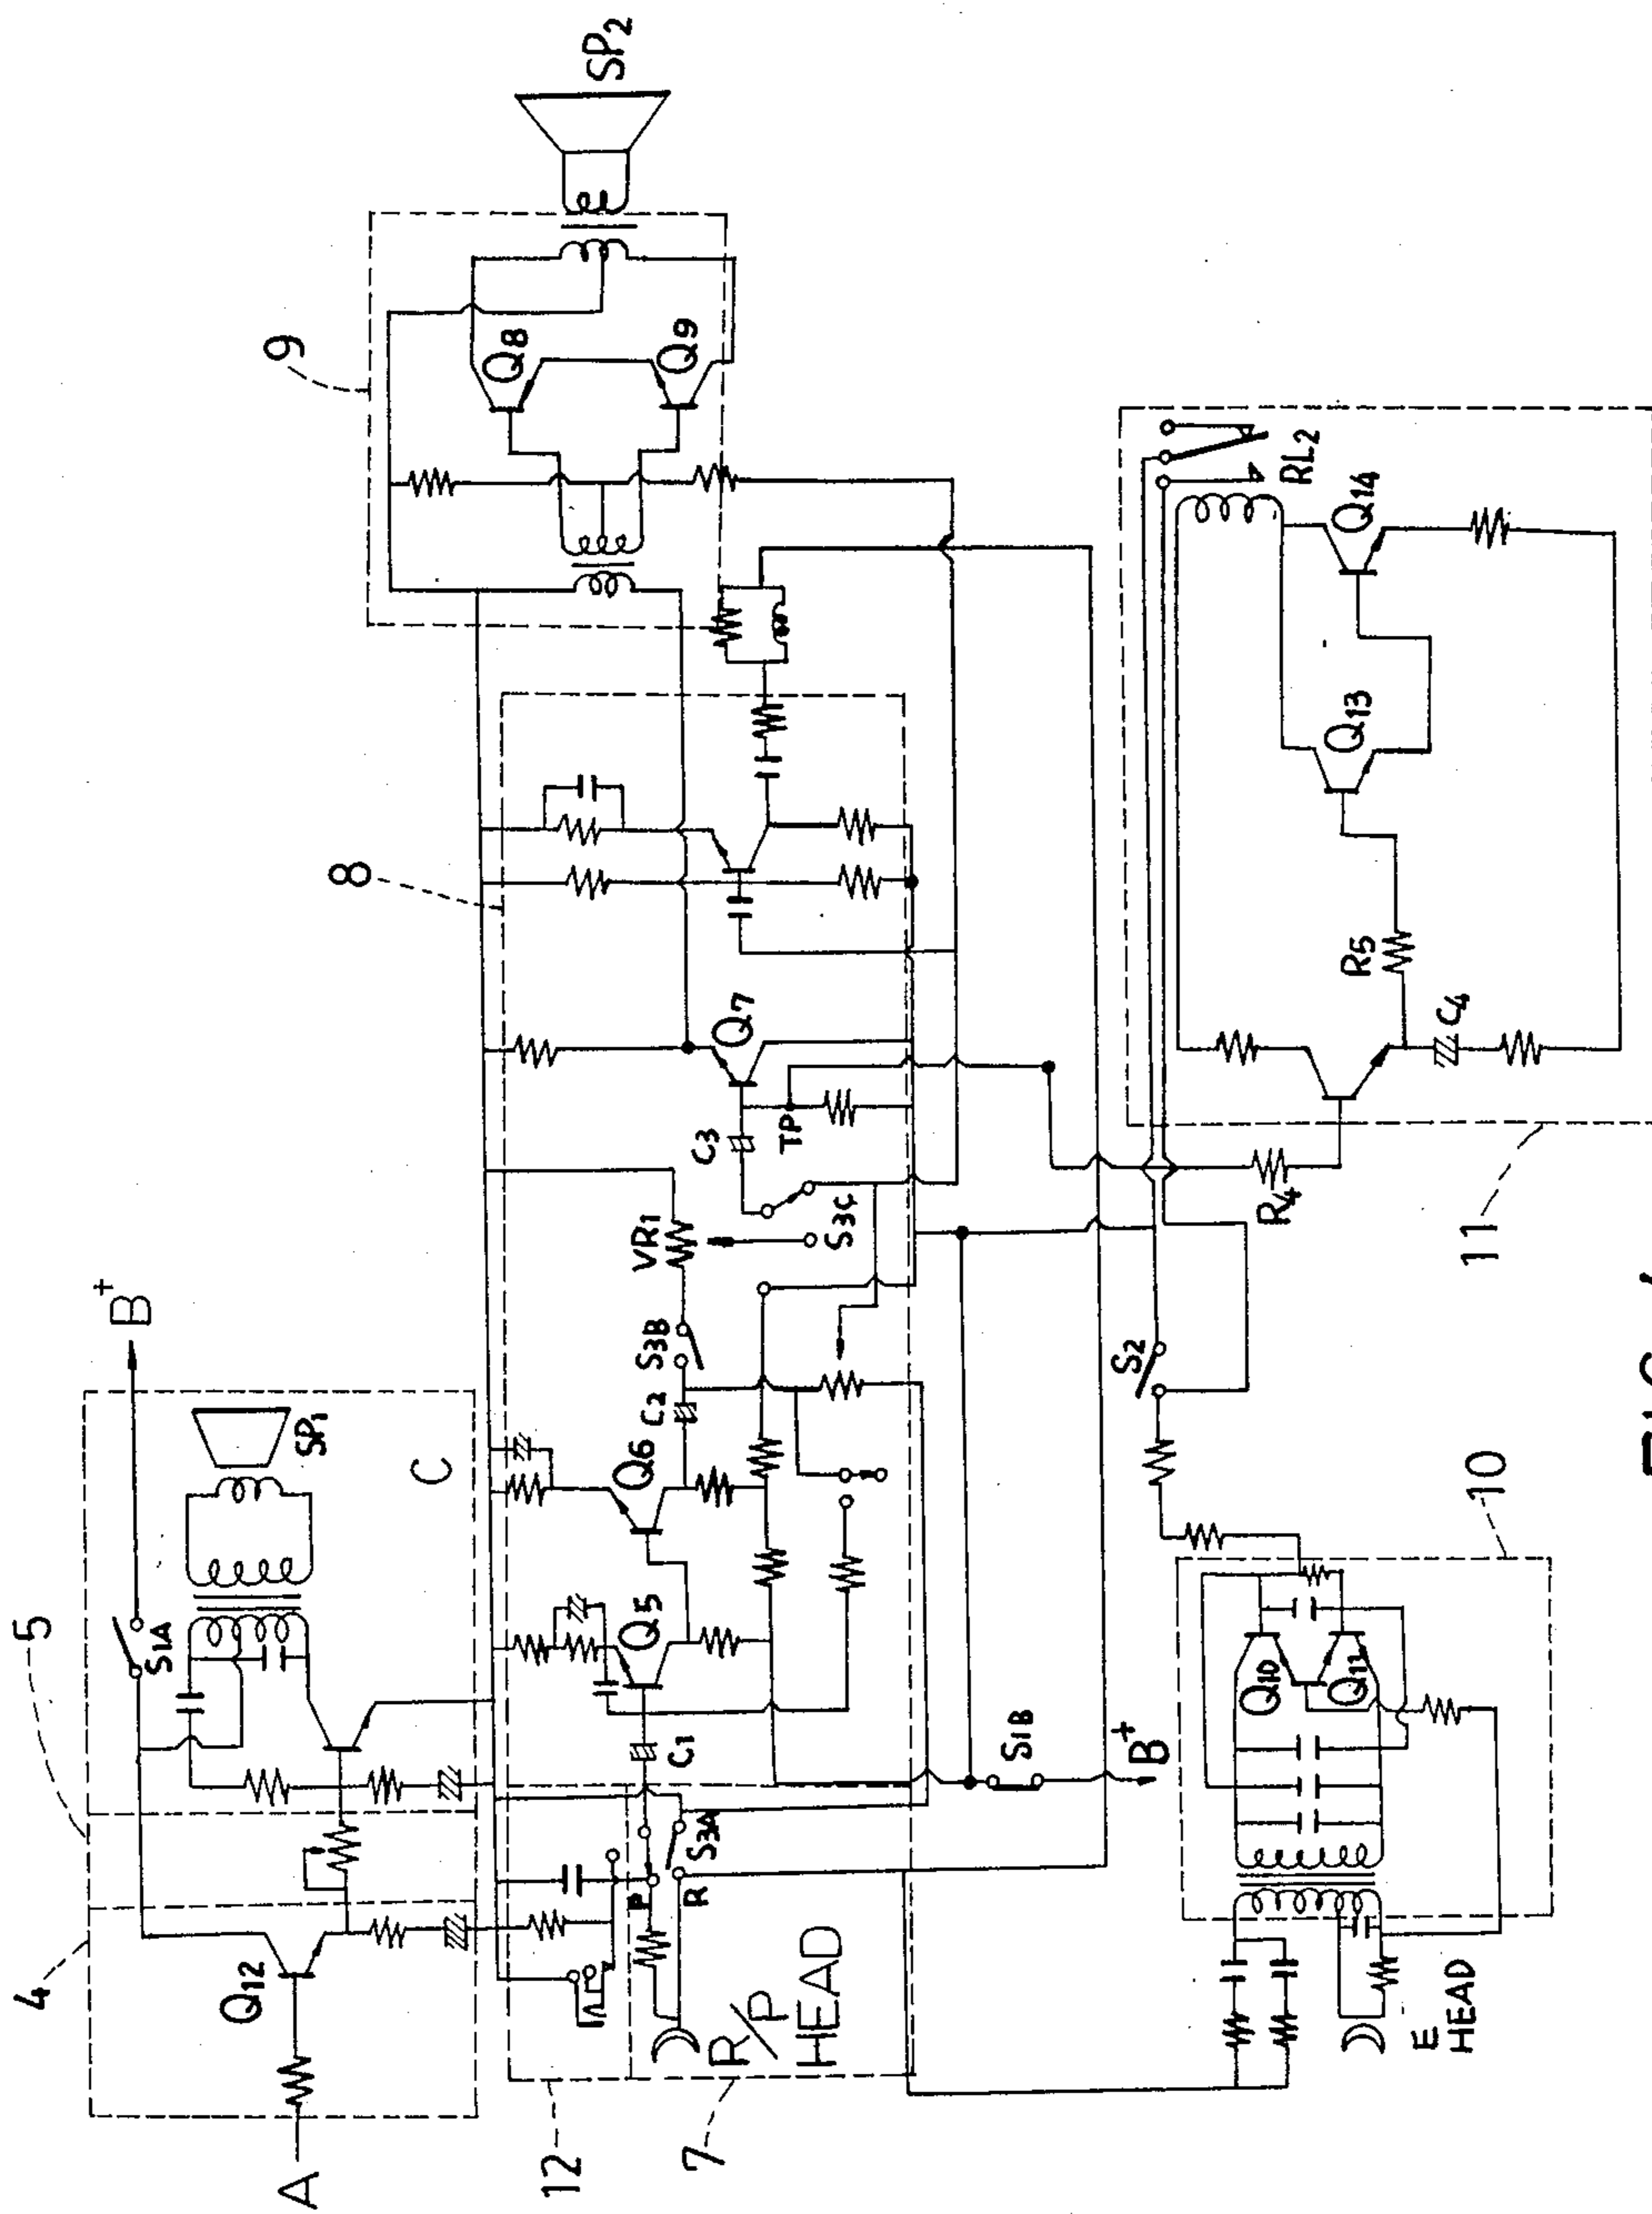 4
5
A
Q12
S1A
B+
SP1
C
12
7
R/P
HEAD
P
R
S3A
C1
Q5
Q6
C2
S3B
VR1
S3C
C3
TP
Q7
8
9
Q8
Q9
SP2
S1B
B+
S2
R4
11
R5
C4
Q13
Q14
RL2
10
Q10
Q11
E
HEAD